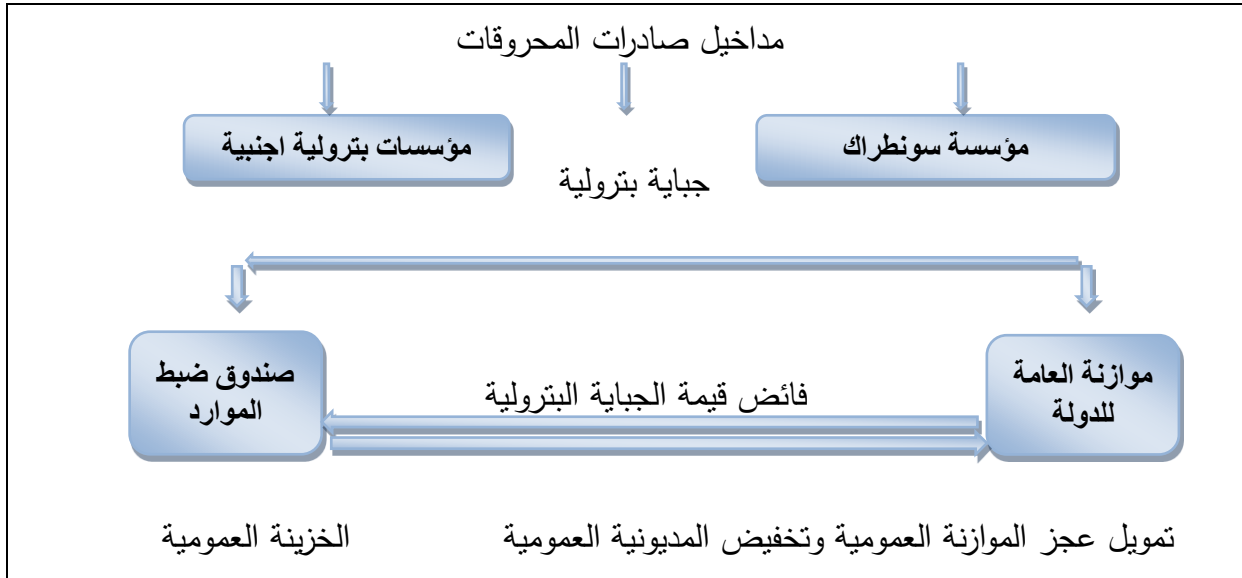 مداخيل صادرات المحروقات
مؤسسة سونطراك
مؤسسات بترولية اجنبية
جباية بترولية
موازنة العامة
للدولة
صندوق ضبط
الموارد
فائض قيمة الجباية البترولية
تمويل عجز الموازنة العمومية وتخفيض المديونية العمومية
الخزينة العمومية